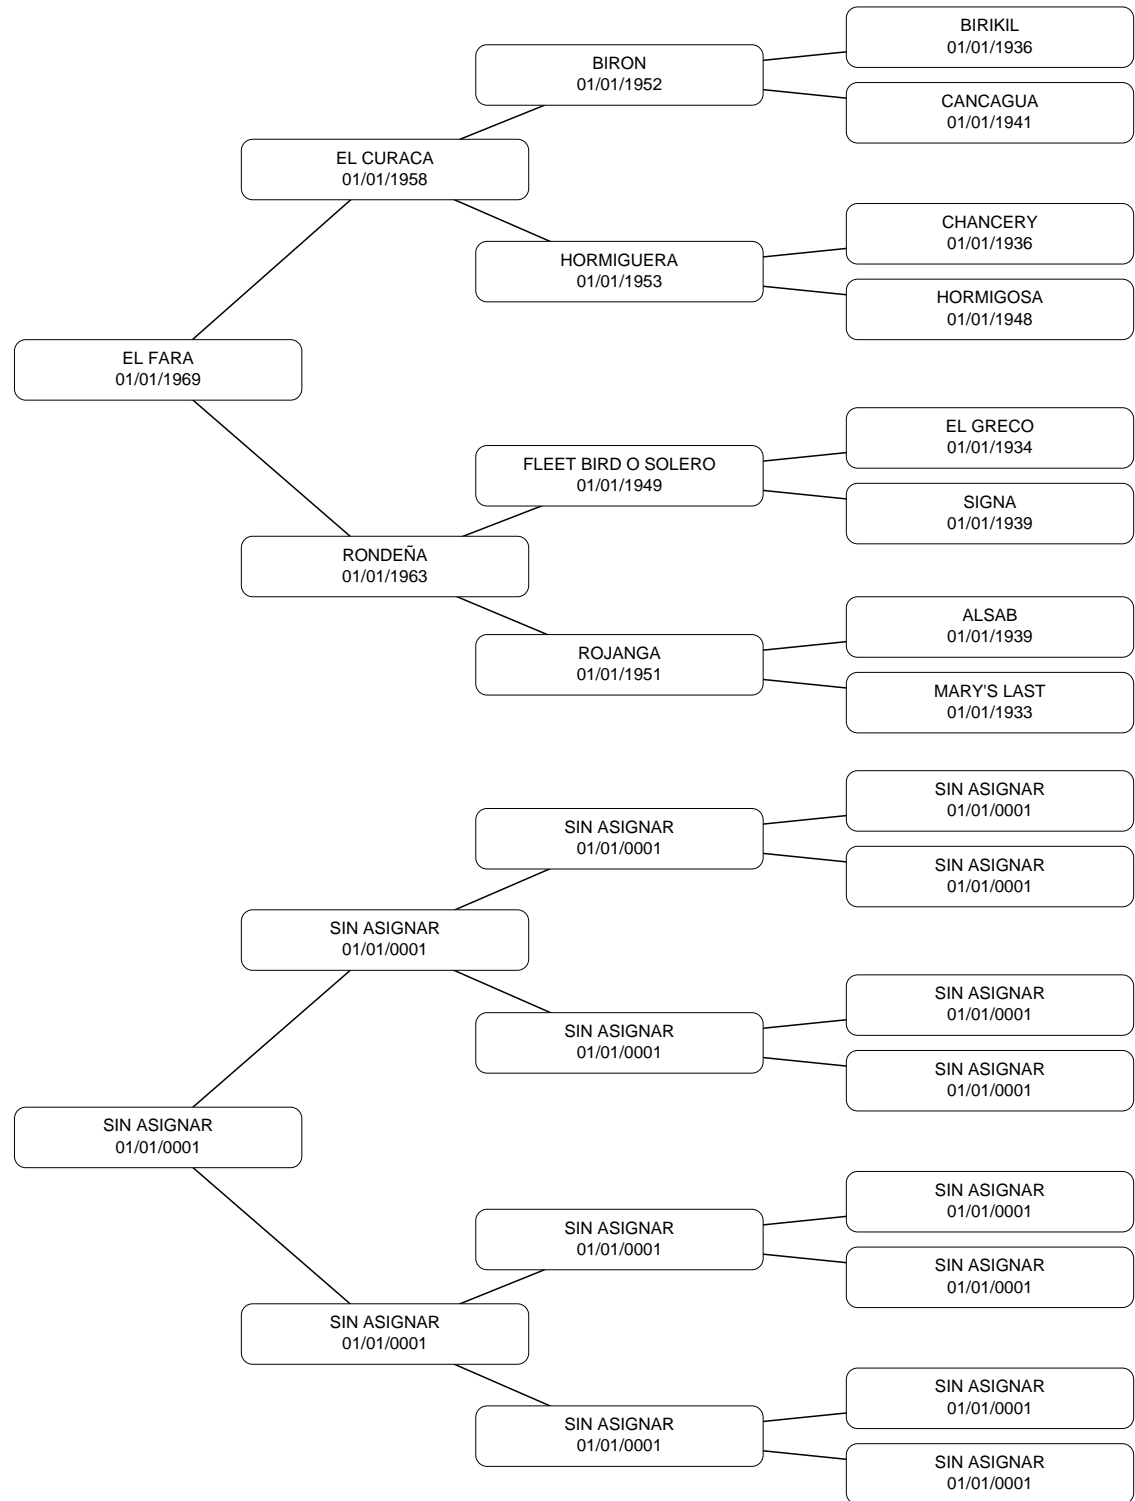 BIRIKIL
01/01/1936
BIRON
01/01/1952
CANCAGUA
01/01/1941
EL CURACA
01/01/1958
CHANCERY
01/01/1936
HORMIGUERA
01/01/1953
HORMIGOSA
01/01/1948
EL FARA
01/01/1969
EL GRECO
01/01/1934
FLEET BIRD O SOLERO
01/01/1949
SIGNA
01/01/1939
RONDEÑA
01/01/1963
ALSAB
01/01/1939
ROJANGA
01/01/1951
MARY'S LAST
01/01/1933
SIN ASIGNAR
01/01/0001
SIN ASIGNAR
01/01/0001
SIN ASIGNAR
01/01/0001
SIN ASIGNAR
01/01/0001
SIN ASIGNAR
01/01/0001
SIN ASIGNAR
01/01/0001
SIN ASIGNAR
01/01/0001
SIN ASIGNAR
01/01/0001
SIN ASIGNAR
01/01/0001
SIN ASIGNAR
01/01/0001
SIN ASIGNAR
01/01/0001
SIN ASIGNAR
01/01/0001
SIN ASIGNAR
01/01/0001
SIN ASIGNAR
01/01/0001
SIN ASIGNAR
01/01/0001